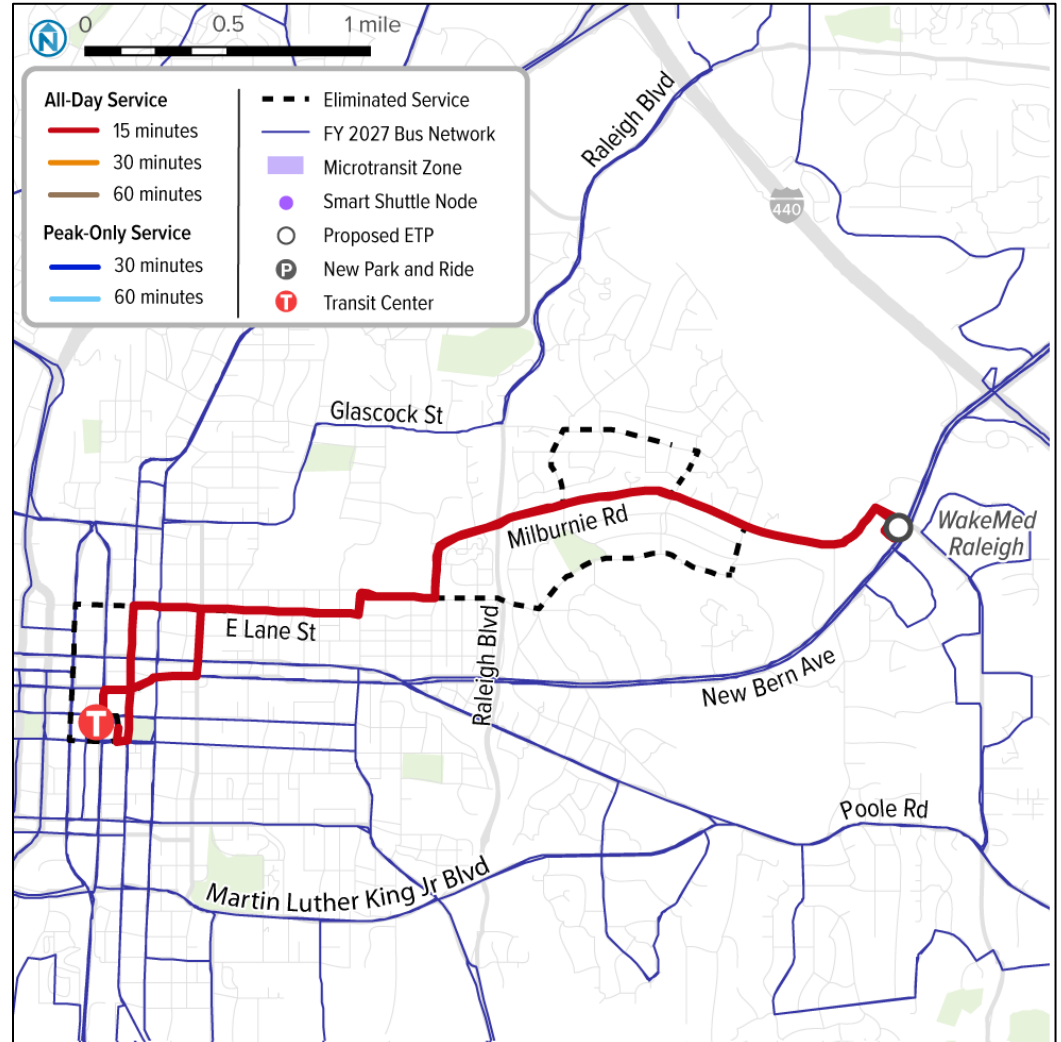 N
0 0.5 1 mile
All-Day Service
15 minutes
30 minutes
60 minutes
Peak-Only Service
30 minutes
60 minutes
Eliminated Service
FY 2027 Bus Network
Microtransit Zone
Smart Shuttle Node
Proposed ETP
P New Park and Ride
T Transit Center
Raleigh Blvd
440
Glascock St
Milburnie Rd
WakeMed
Raleigh
E Lane St
Raleigh Blvd
New Bern Ave
T
Poole Rd
Martin Luther King Jr Blvd